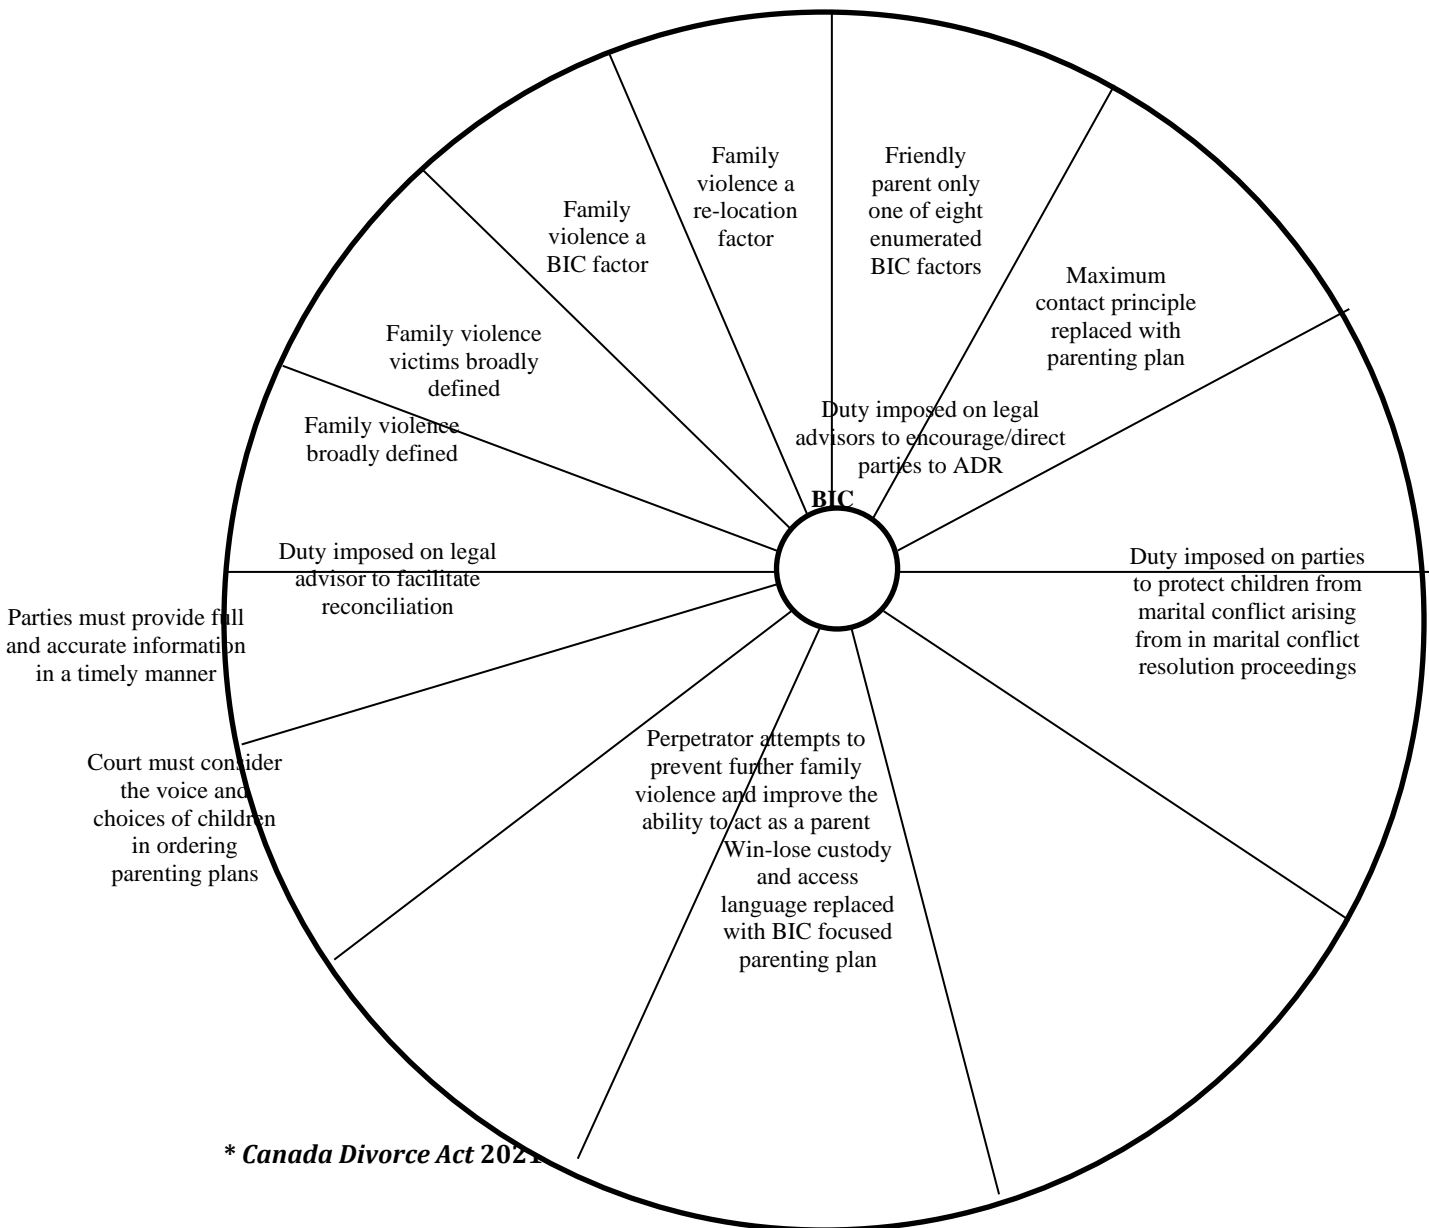 Family
violence a
re-location
factor
Friendly
parent only
one of eight
enumerated
BIC factors
Family
violence a
BIC factor
Maximum
contact principle
replaced with
parenting plan
Family violence
victims broadly
defined
Duty imposed on legal
advisors to encourage/direct
parties to ADR
Family violence
broadly defined
BIC
Duty imposed on legal
advisor to facilitate
reconciliation
Duty imposed on parties
to protect children from
marital conflict arising
from in marital conflict
resolution proceedings
Parties must provide full
and accurate information
in a timely manner
Court must consider
the voice and
choices of children
in ordering
parenting plans
Perpetrator attempts to
prevent further family
violence and improve the
ability to act as a parent
Win-lose custody
and access
language replaced
with BIC focused
parenting plan
* Canada Divorce Act 2021